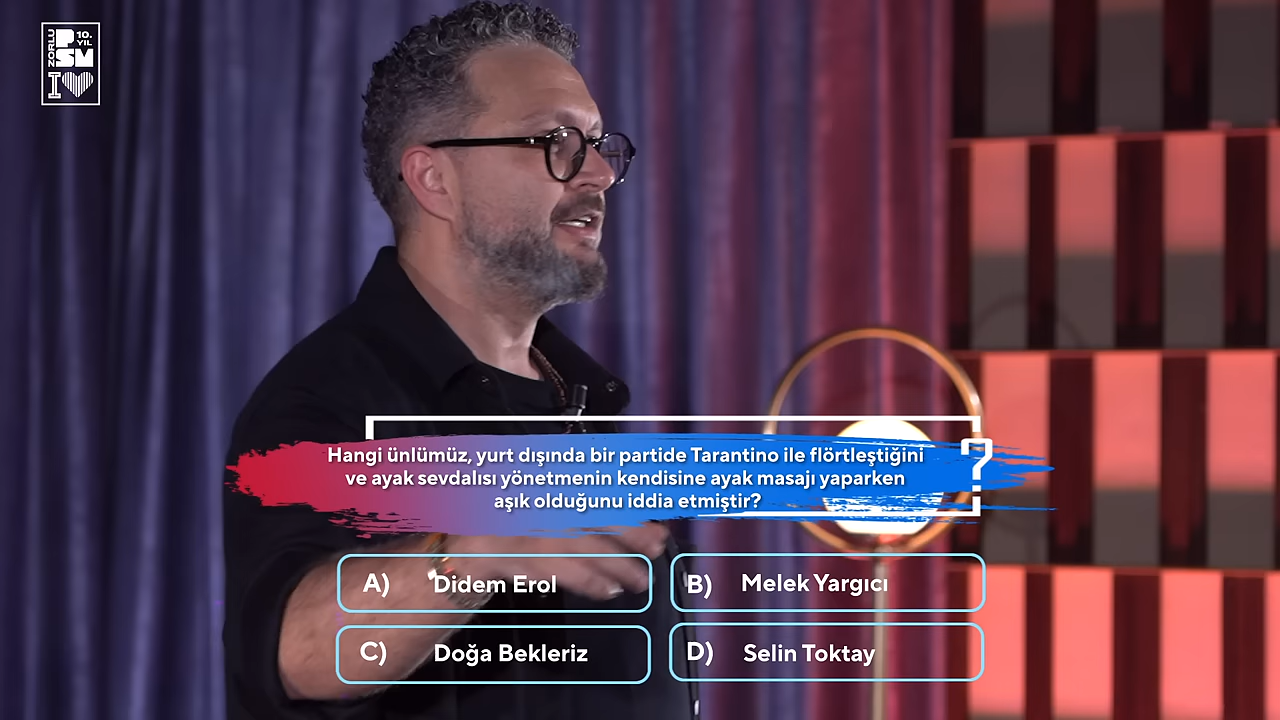 ZORLU
PSM
10.
YIL
I
Hangi ünlümüz, yurt dışında bir partide Tarantino ile flörtleştiğini
ve ayak sevdalısı yönetmenin kendisine ayak masajı yaparken
aşık olduğunu iddia etmiştir?
?
A) Didem Erol
B) Melek Yargıcı
C) Doğa Bekleriz
D) Selin Toktay